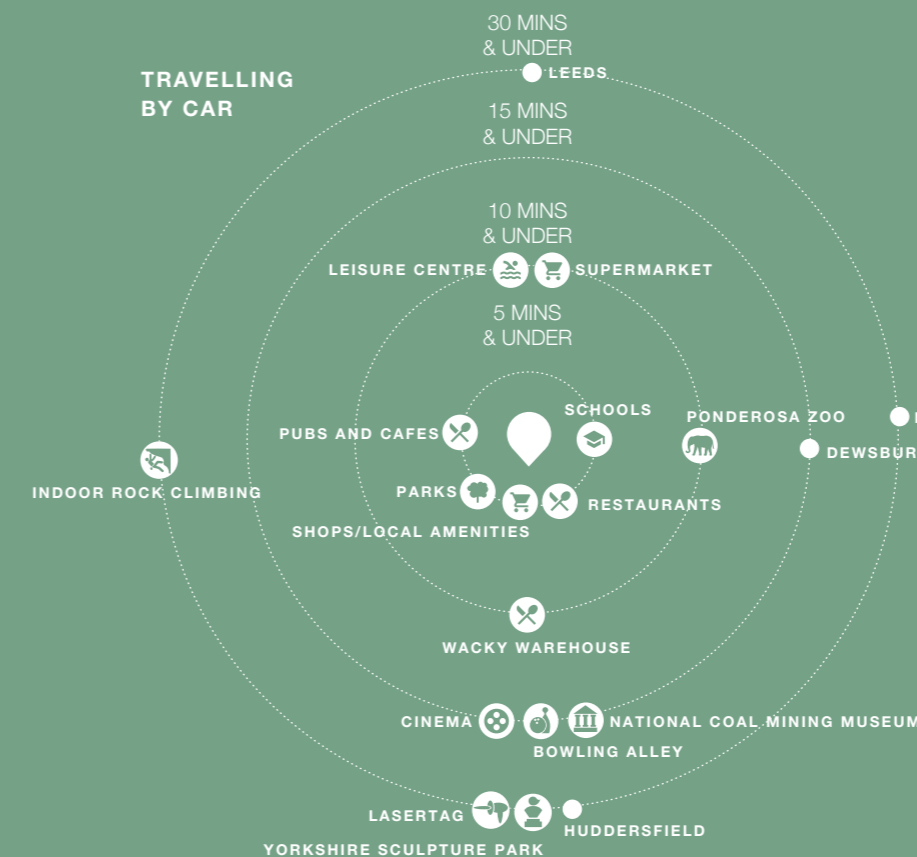 30 MINS
& UNDER
TRAVELLING
BY CAR
LEEDS
15 MINS
& UNDER
10 MINS
& UNDER
LEISURE CENTRE
SUPERMARKET
5 MINS
& UNDER
SCHOOLS
PONDEROSA ZOO
PUBS AND CAFES
DEWSBUR
INDOOR ROCK CLIMBING
PARKS
RESTAURANTS
SHOPS/LOCAL AMENITIES
WACKY WAREHOUSE
CINEMA
NATIONAL COAL MINING MUSEUM
BOWLING ALLEY
LASERTAG
HUDDERSFIELD
YORKSHIRE SCULPTURE PARK